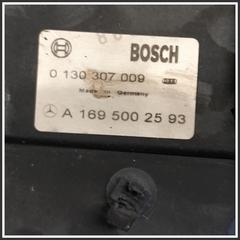 BOSCH
0 130 307 009
Made in Germany
A 169 500 25 93